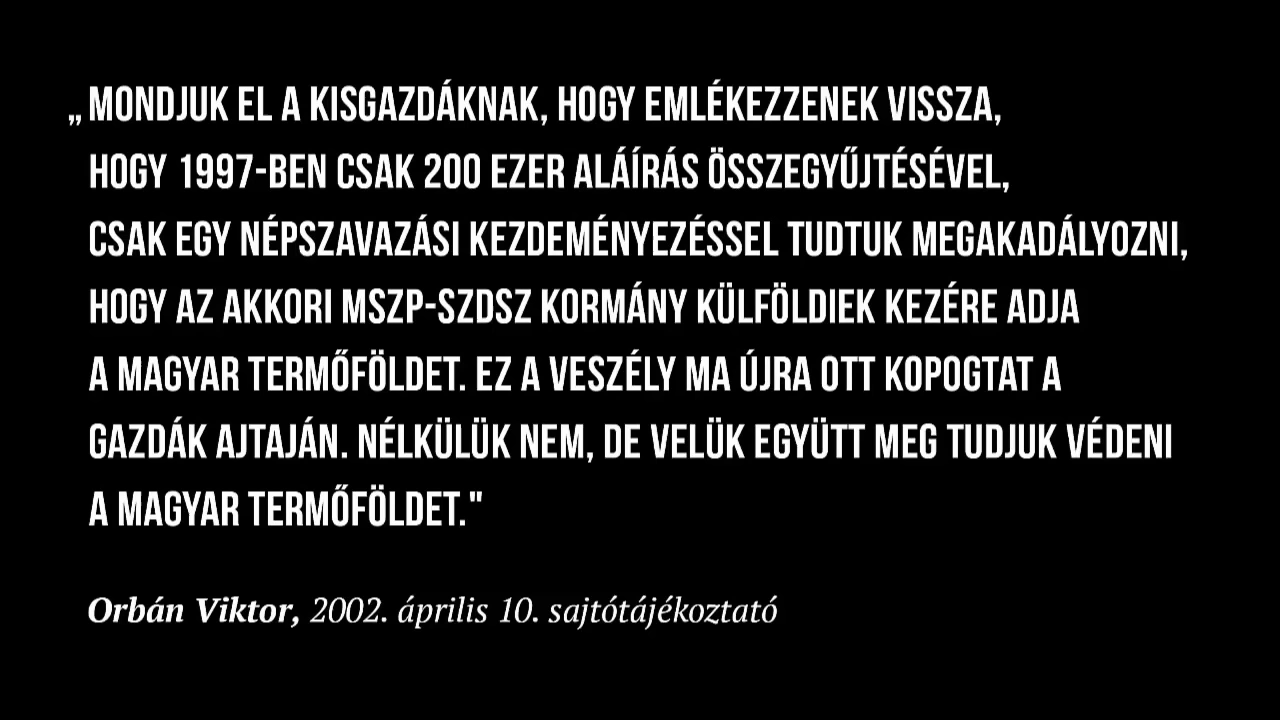 „MONDJUK EL A KISGAZDÁKNAK, HOGY EMLÉKEZZENEK VISSZA,
HOGY 1997-BEN CSAK 200 EZER ALÁÍRÁS ÖSSZEGYŰJTÉSÉVEL,
CSAK EGY NÉPSZAVAZÁSI KEZDEMÉNYEZÉSSEL TUDTUK MEGAKADÁLYOZNI,
HOGY AZ AKKORI MSZP-SZDSZ KORMÁNY KÜLFÖLDIEK KEZÉRE ADJA
A MAGYAR TERMŐFÖLDET. EZ A VESZÉLY MA ÚJRA OTT KOPOGTAT A
GAZDÁK AJTAJÁN. NÉLKÜLÜK NEM, DE VELÜK EGYÜTT MEG TUDJUK VÉDENI
A MAGYAR TERMŐFÖLDET."
Orbán Viktor, 2002. április 10. sajtótájékoztató